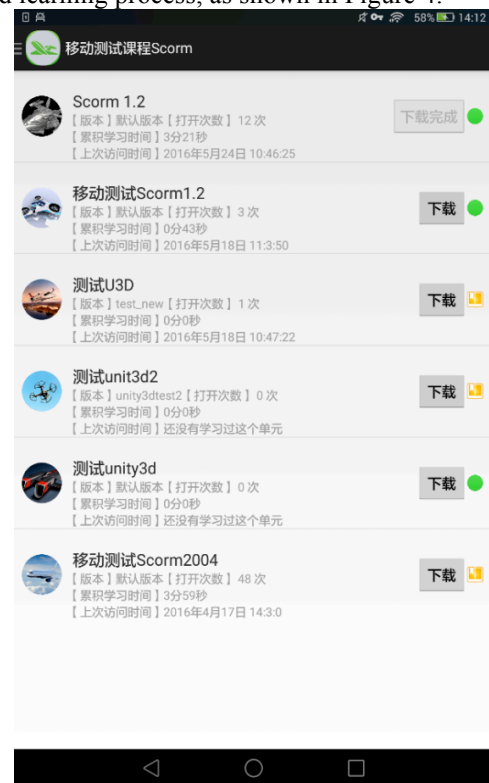 d learning process, as shown in Figure 4.
58% 14:12
移动测试课程Scorm
Scorm 1.2
【版本】默认版本【打开次数】12 次
【累积学习时间】3分21秒
【上次访问时间】2016年5月24日 10:46:25
下载完成
移动测试Scorm1.2
【版本】默认版本【打开次数】3 次
【累积学习时间】0分43秒
【上次访问时间】2016年5月18日 11:3:50
下载
测试U3D
【版本】test_new【打开次数】1 次
【累积学习时间】0分0秒
【上次访问时间】2016年5月18日 10:47:22
下载
测试unit3d2
【版本】unity3dtest2【打开次数】0 次
【累积学习时间】0分0秒
【上次访问时间】还没有学习过这个单元
下载
测试unity3d
【版本】默认版本【打开次数】0 次
【累积学习时间】0分0秒
【上次访问时间】还没有学习过这个单元
下载
移动测试Scorm2004
【版本】默认版本【打开次数】48 次
【累积学习时间】3分59秒
【上次访问时间】2016年4月17日 14:3:0
下载